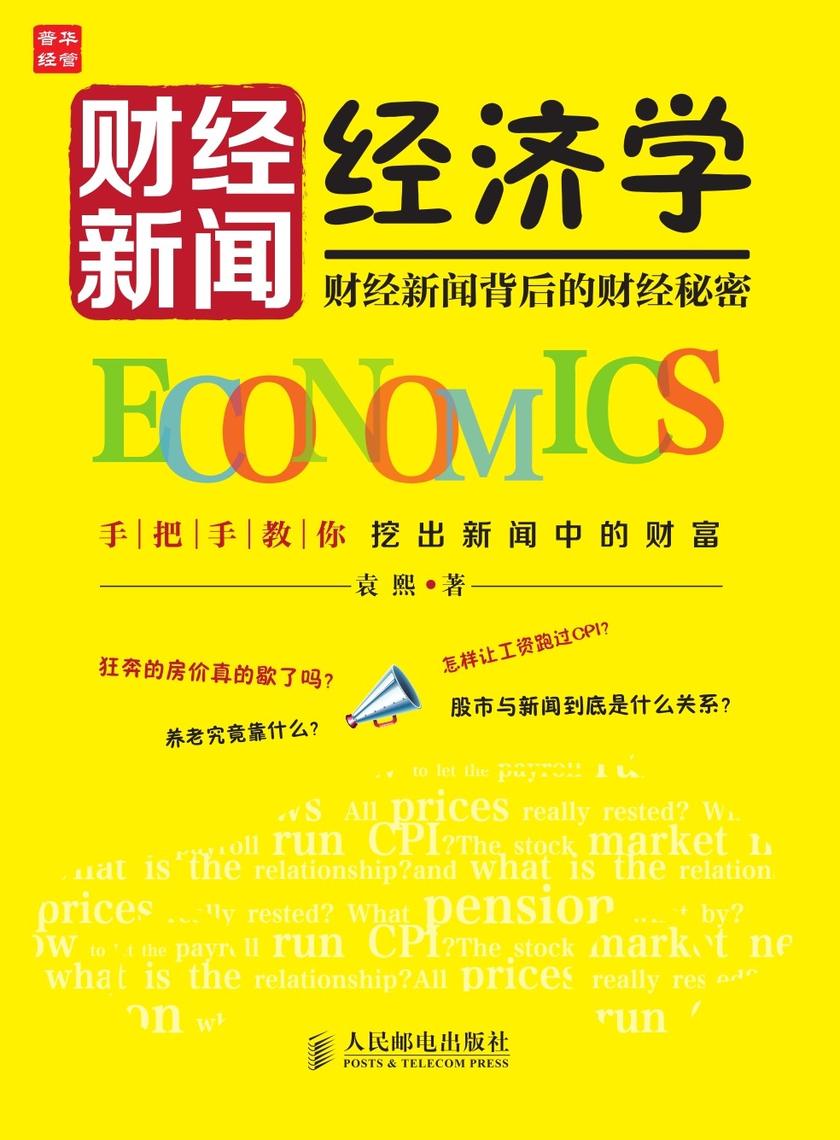 普华
经管
财经
新闻
经济学
财经新闻背后的财经秘密
ECONOMICS
手|把|手|教|你 挖出新闻中的财富
袁熙•著
狂奔的房价真的歇了吗?
怎样让工资跑过CPI?
养老究竟靠什么?
股市与新闻到底是什么关系?
to let the payroll
All prices really rested?
run CPI?The stock market
is the relationship?and what is the relation
prices rested? What pension by?
to the run CPI?The stock
what is the relationship?All prices really
run
人民邮电出版社
POSTS & TELECOM PRESS